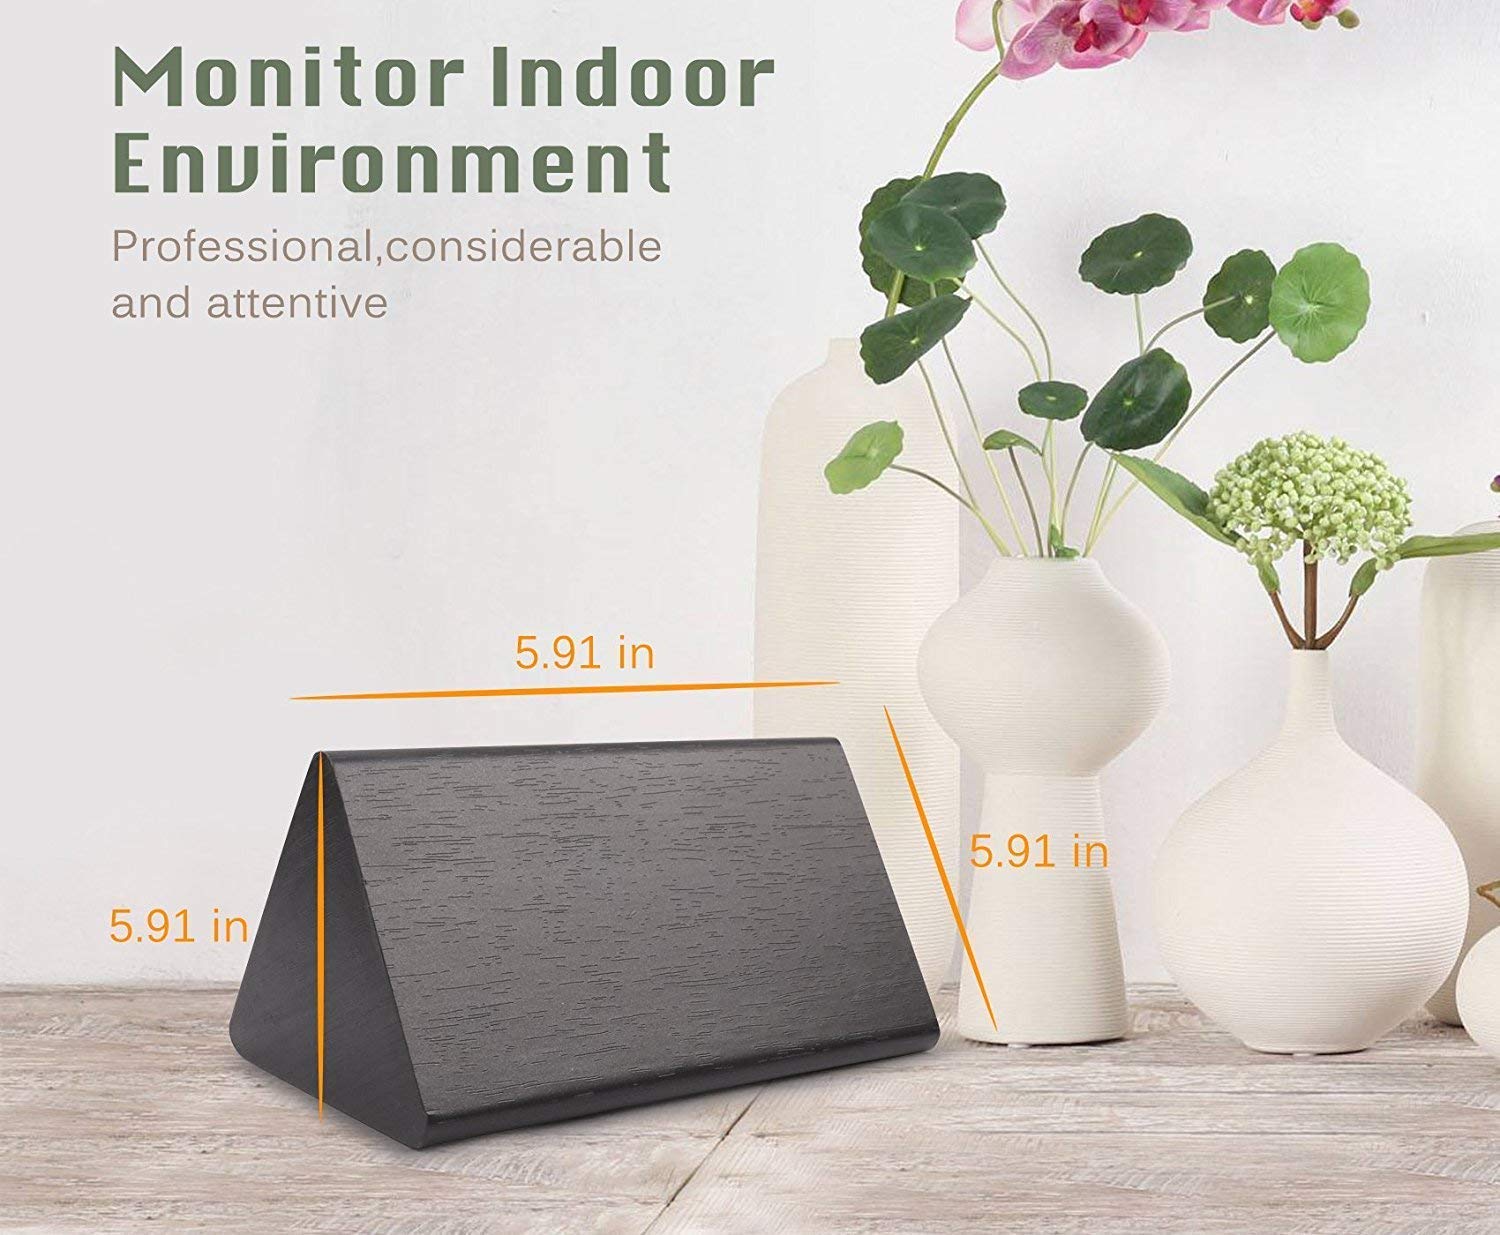 Monitor Indoor
Environment
Professional,considerable
and attentive
5.91 in
5.91 in
5.91 in